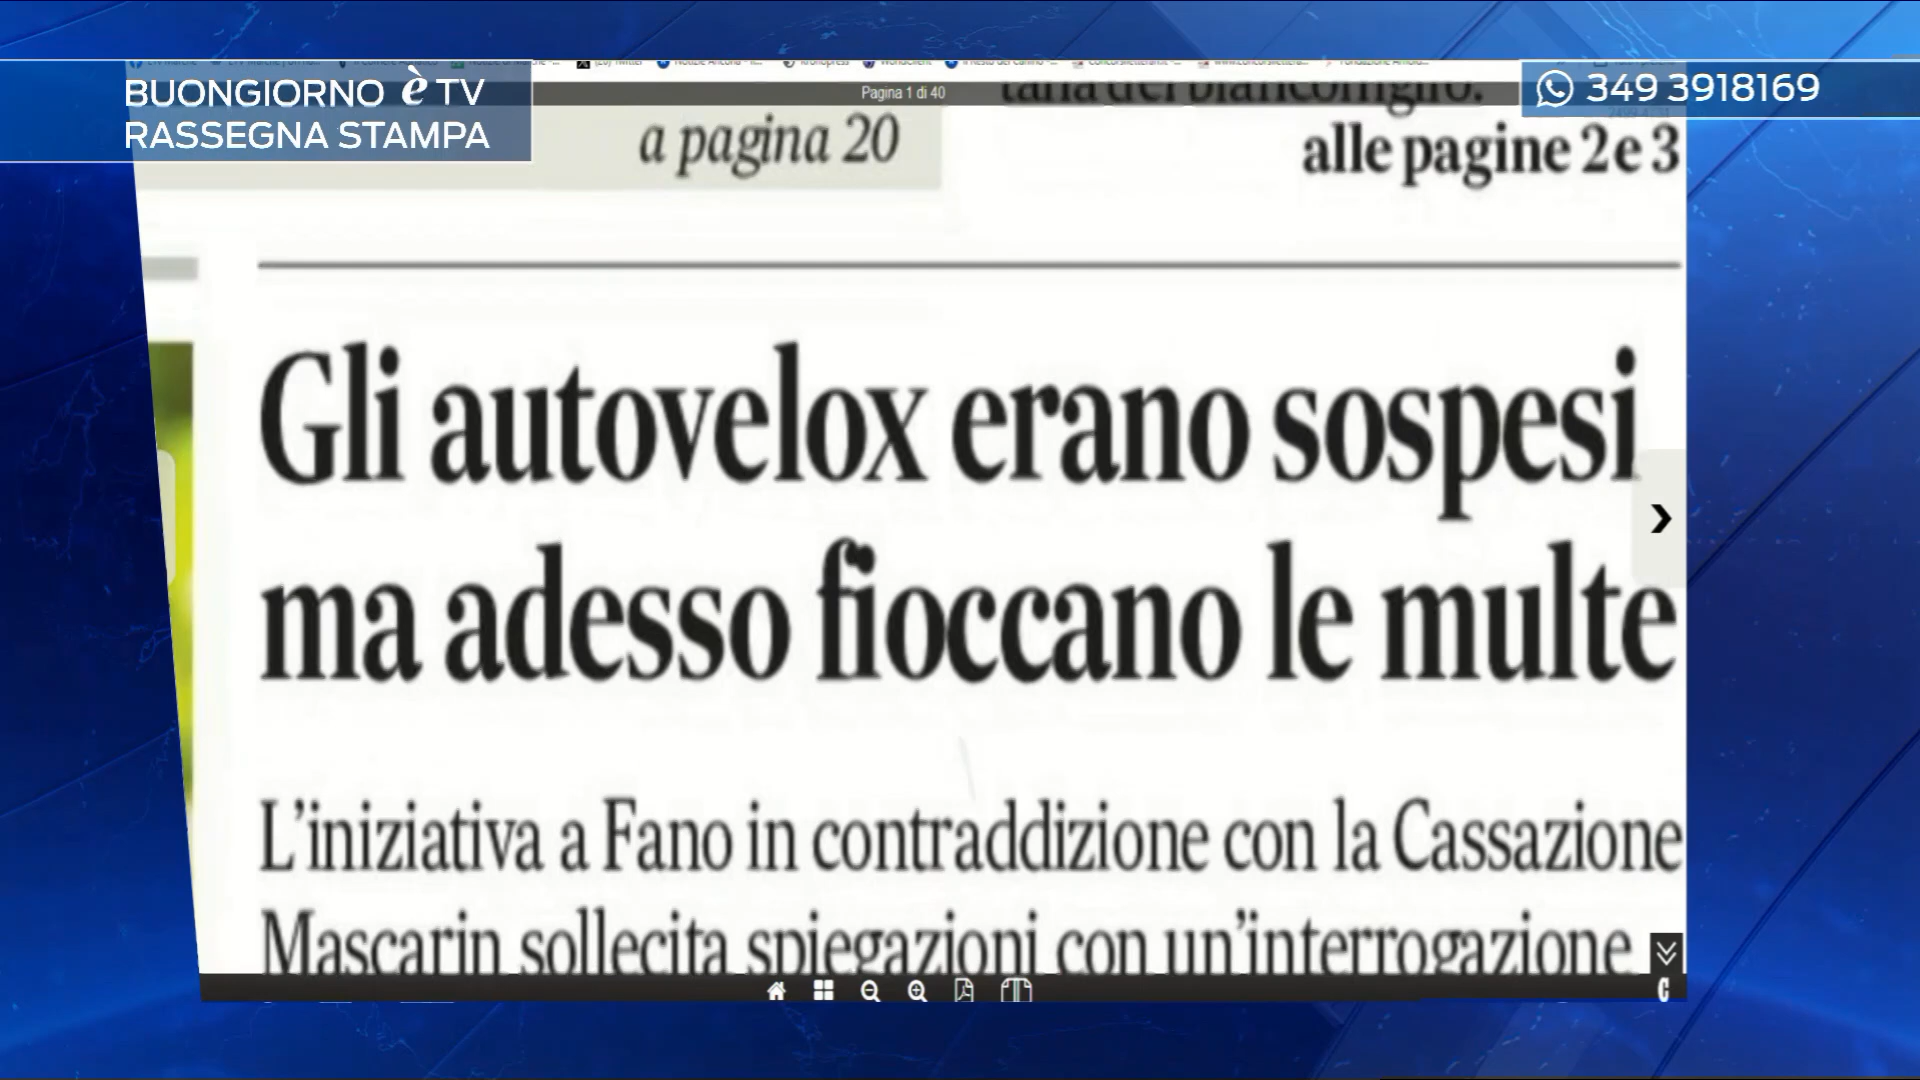 BUONGIORNO è TV
RASSEGNA STAMPA
349 3918169
Pagina 1 di 40
a pagina 20
alle pagine 2 e 3
Gli autovelox erano sospesi
ma adesso fioccano le multe
L'iniziativa a Fano in contraddizione con la Cassazione
Mascarin sollecita spiegazioni con un'interrogazione